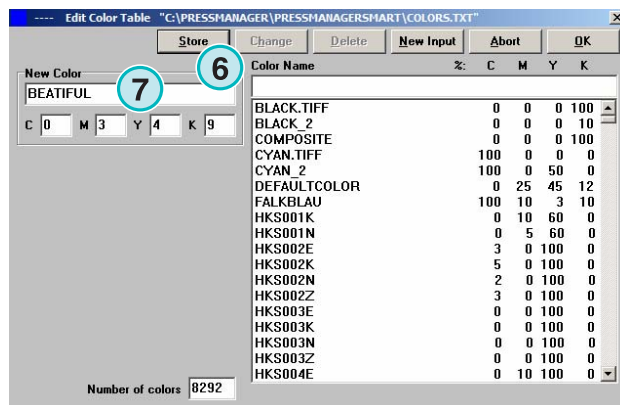 ---- Edit Color Table "C:\PRESSMANAGER\PRESSMANAGERSMART\COLORS.TXT" x
Store Change Delete New Input Abort OK
New Color 6 Color Name %: C M Y K
BEATIFUL 7
C 0 M 3 Y 4 K 9
BLACK.TIFF 0 0 0 100
BLACK_2 0 0 0 10
COMPOSITE 0 0 0 100
CYAN.TIFF 100 0 0 0
CYAN_2 100 0 50 0
DEFAULTCOLOR 0 25 45 12
FALKBLAU 100 10 3 10
HKS001K 0 10 60 0
HKS001N 0 5 60 0
HKS002E 3 0 100 0
HKS002K 5 0 100 0
HKS002N 2 0 100 0
HKS002Z 3 0 100 0
HKS003E 0 0 100 0
HKS003K 0 0 100 0
HKS003N 0 0 100 0
HKS003Z 0 0 100 0
HKS004E 0 10 100 0
Number of colors 8292